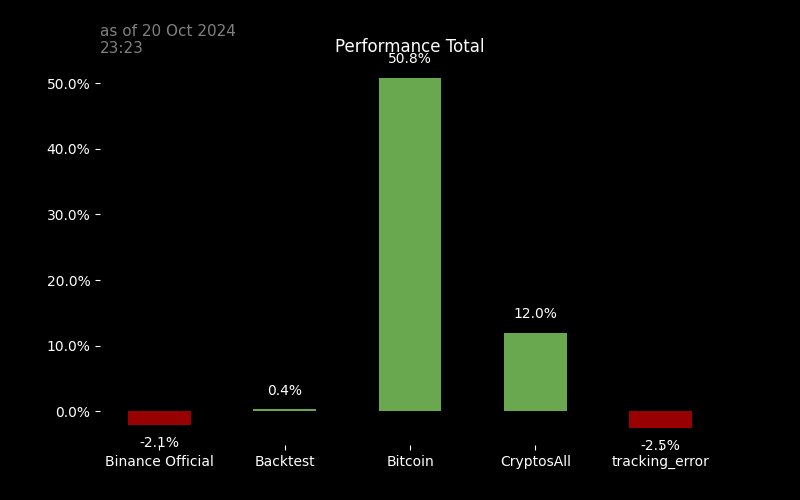 as of 20 Oct 2024
23:23
Performance Total
50.8%
50.0%
40.0%
30.0%
20.0%
12.0%
10.0%
0.4%
0.0%
-2.1%
-2.5%
Binance Official
Backtest
Bitcoin
CryptosAll
tracking_error